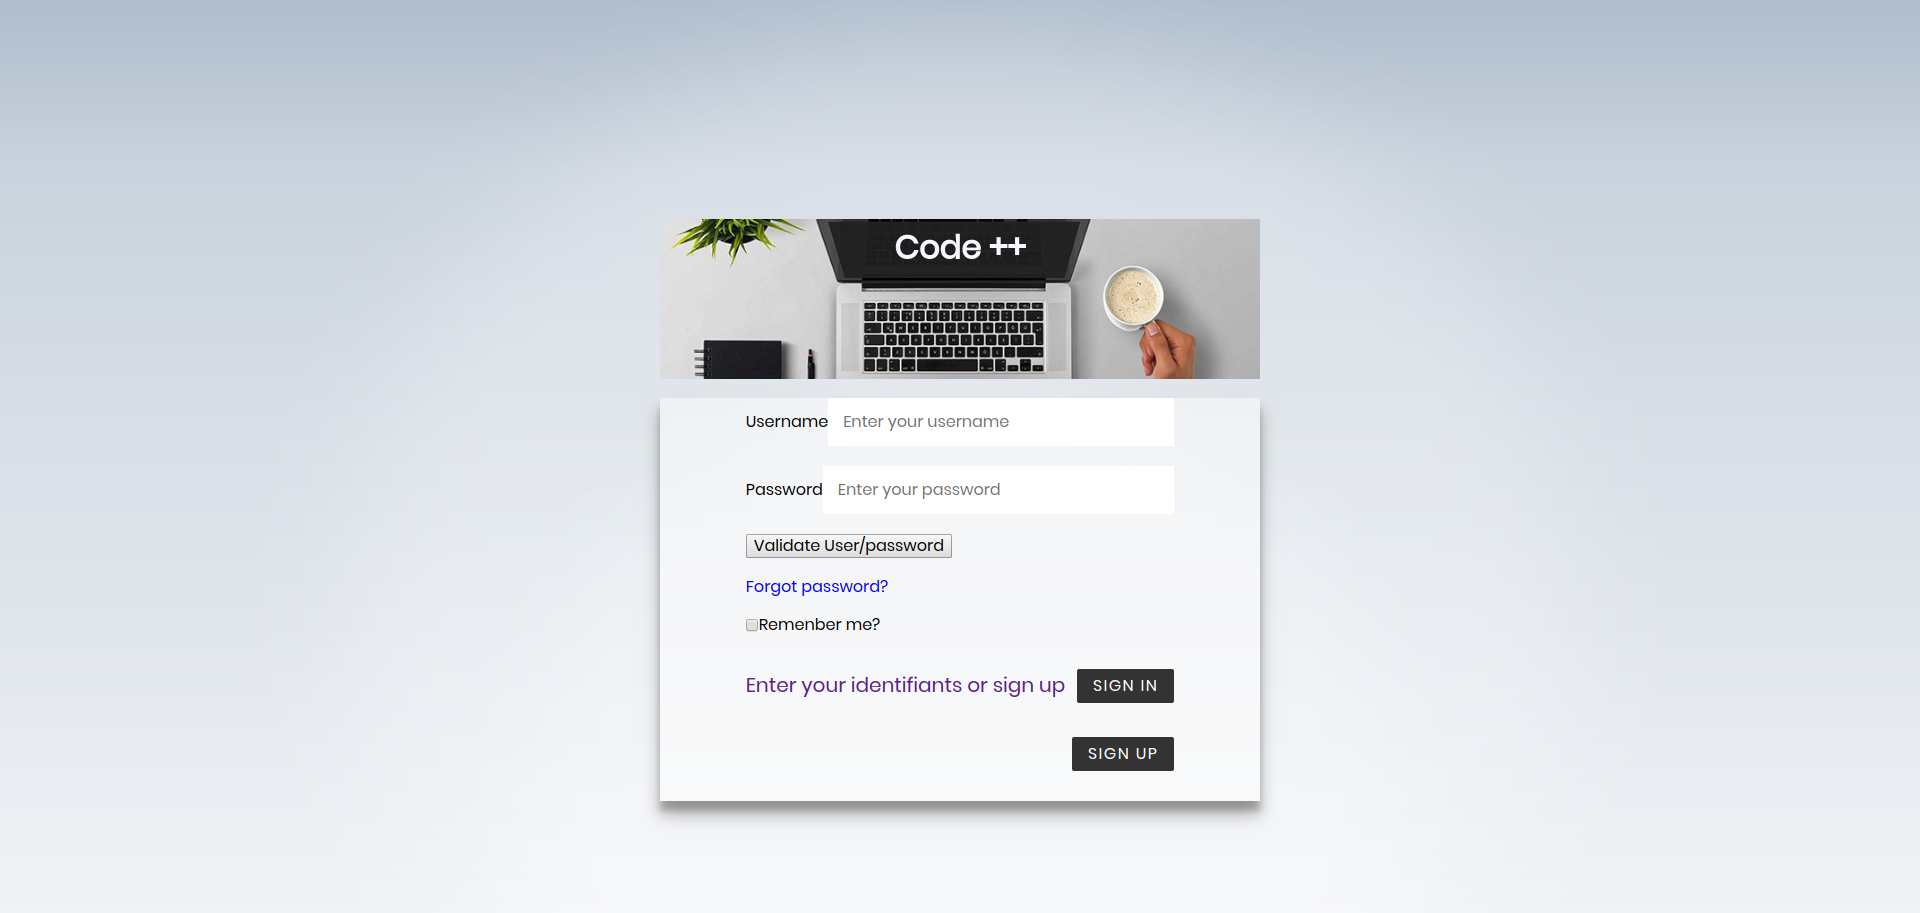 Code ++
Username Enter your username
Password Enter your password
Validate User/password
Forgot password?
Remenber me?
Enter your identifiants or sign up SIGN IN
SIGN UP